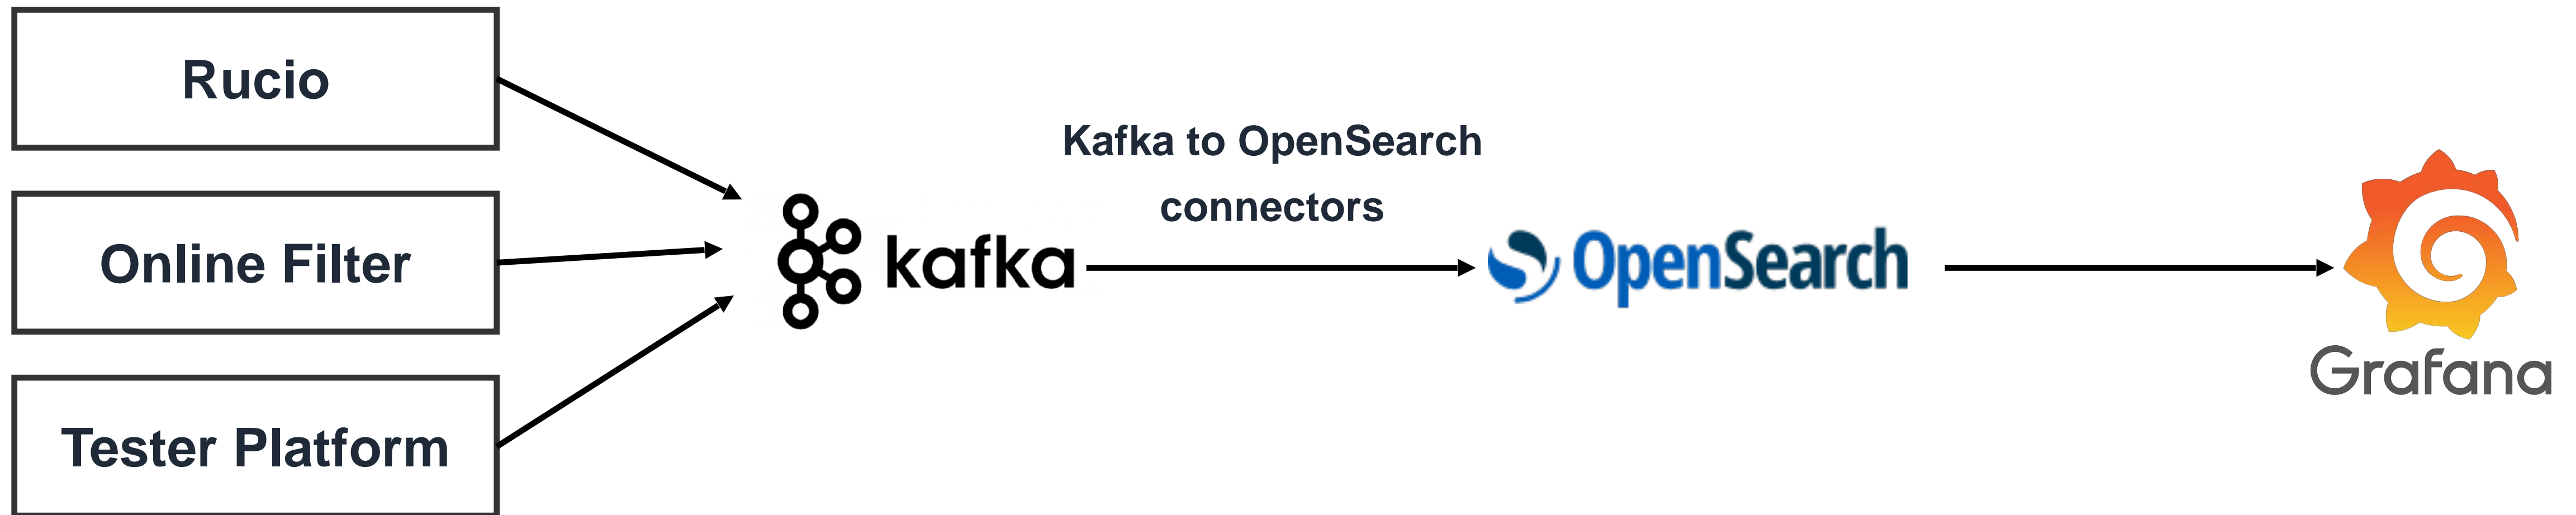 Rucio
Online Filter
Tester Platform
kafka
Kafka to OpenSearch
connectors
OpenSearch
Grafana